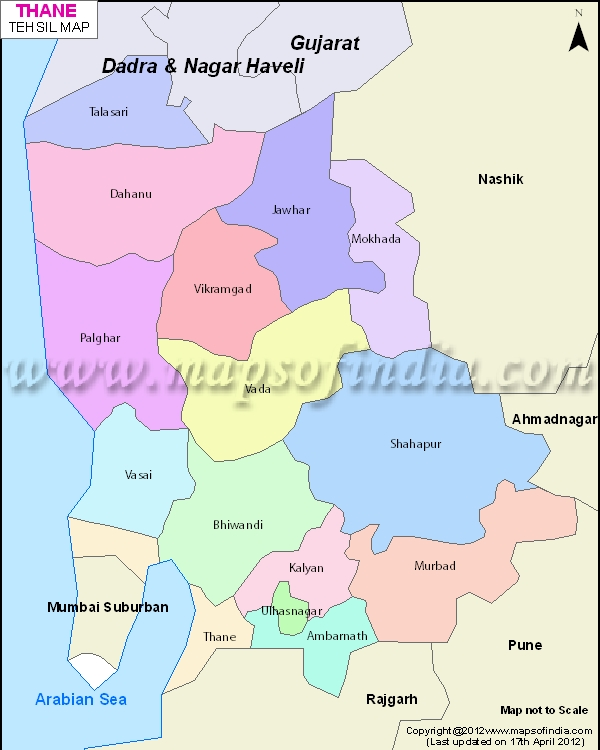 THANE
TEHSIL MAP
N
Gujarat
Dadra & Nagar Haveli
Talasari
Nashik
Dahanu
Jawhar
Mokhada
Vikramgad
Palghar
www.mapsofindia.com
Vada
Ahmadnagar
Shahapur
Vasai
Bhiwandi
Kalyan
Murbad
Mumbai Suburban
Ulhasnagar
Thane
Ambarnath
Pune
Arabian Sea
Rajgarh
Map not to Scale
Copyright@2012www.mapsofindia.com
(Last updated on 17th April 2012)